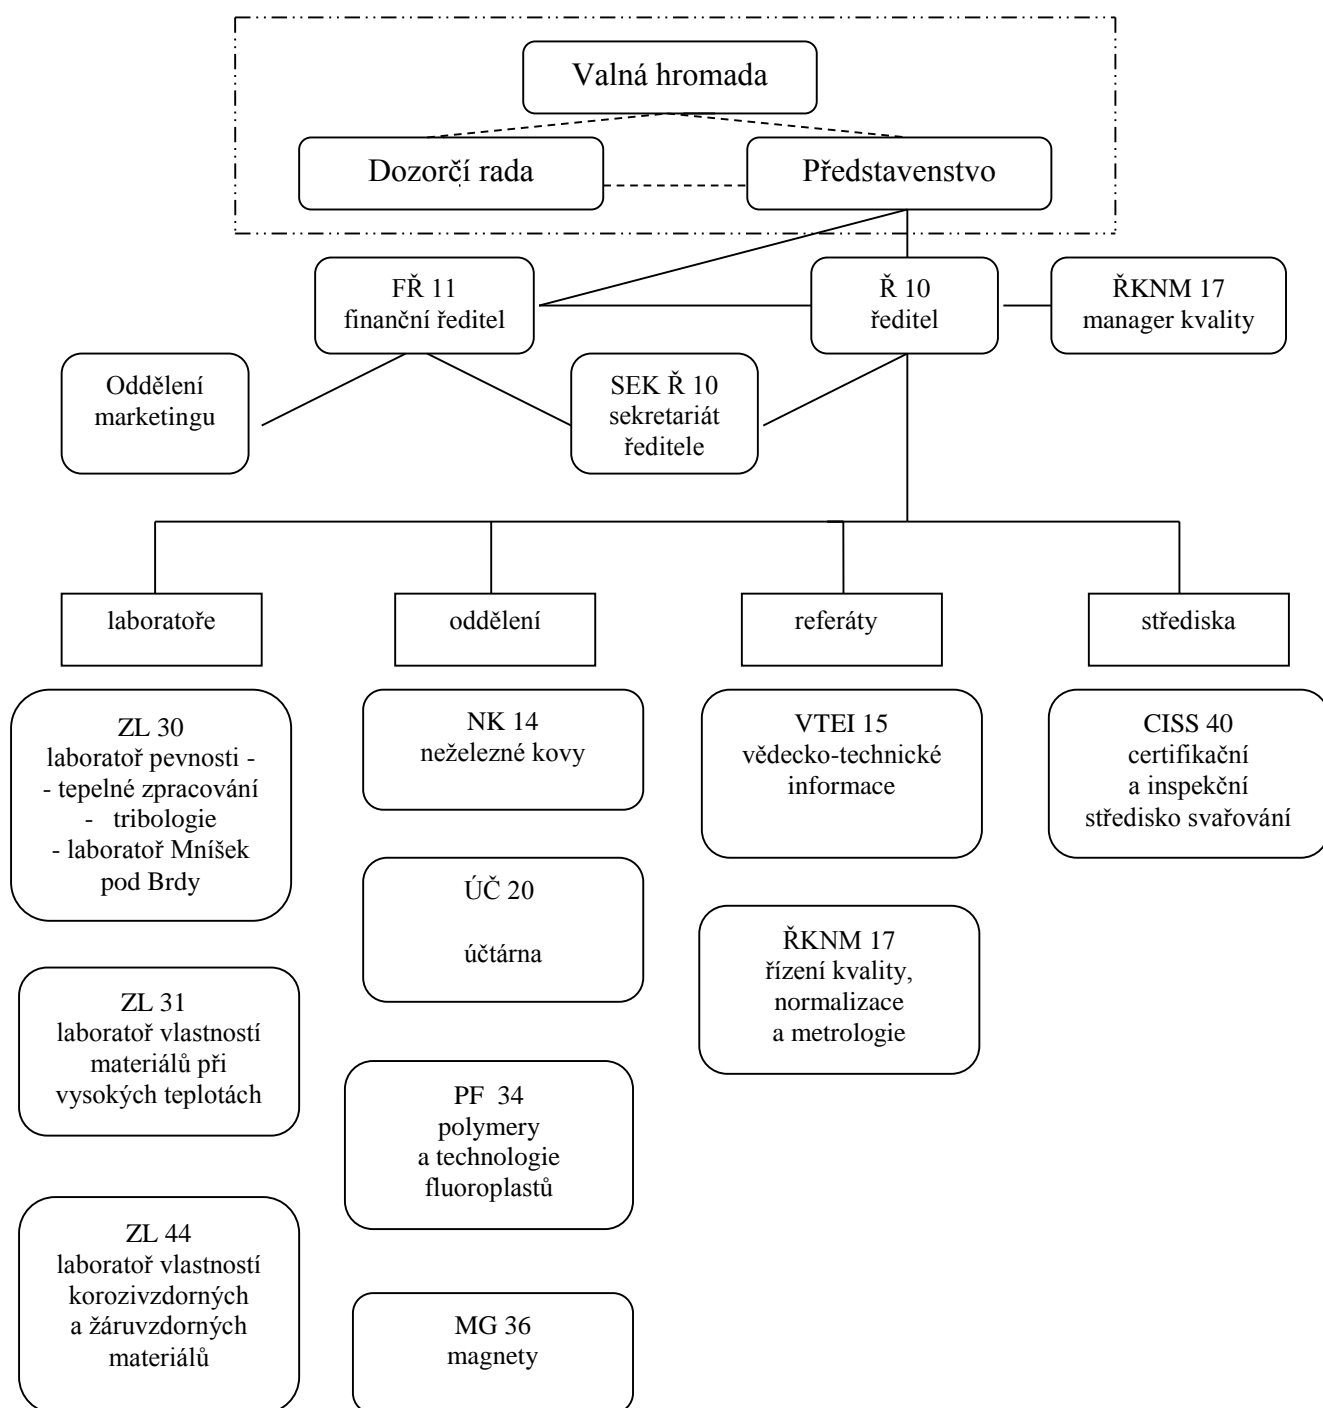 Valná hromada
Dozorčí rada
Představenstvo
FŘ 11
finanční ředitel
Ř 10
ředitel
ŘKNM 17
manager kvality
Oddělení
marketingu
SEK Ř 10
sekretariát
ředitele
laboratoře
oddělení
referáty
střediska
ZL 30
laboratoř pevnosti -
- tepelné zpracování
- tribologie
- laboratoř Mníšek
pod Brdy
ZL 31
laboratoř vlastností
materiálů při
vysokých teplotách
ZL 44
laboratoř vlastností
korozivzdorných
a žáruvzdorných
materiálů
NK 14
neželezné kovy
ÚČ 20
účtárna
PF 34
polymery
a technologie
fluoroplastů
MG 36
magnety
VTEI 15
vědecko-technické
informace
ŘKNM 17
řízení kvality,
normalizace
a metrologie
CISS 40
certifikační
a inspekční
středisko svařování